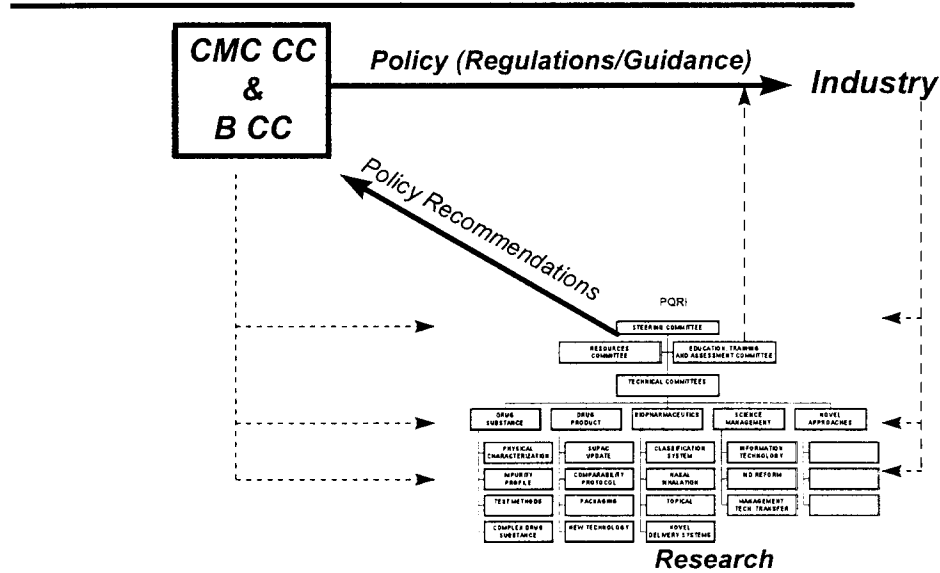 CMC CC
&
B CC
Policy (Regulations/Guidance)
Industry
Policy Recommendations
PQRI
STEERING COMMITTEE
RESOURCES
COMMITTEE
EDUCATION, TRAINING
AND ASSESSMENT COMMITTEE
TECHNICAL COMMITTEES
DRUG
SUBSTANCE
DRUG
PRODUCT
BIOPHARMACEUTICS
SCIENCE
MANAGEMENT
NOVEL
APPROACHES
PHYSICAL
CHARACTERIZATION
SUPAC
UPDATE
CLASSIFICATION
SYSTEM
INFORMATION
TECHNOLOGY
IMPURITY
PROFILE
COMPARABILITY
PROTOCOL
NASAL
INHALATION
IND REFORM
TEST METHODS
PACKAGING
TOPICAL
MANAGEMENT
TECH. TRANSFER
COMPLEX DRUG
SUBSTANCE
NEW TECHNOLOGY
NOVEL
DELIVERY SYSTEMS
Research